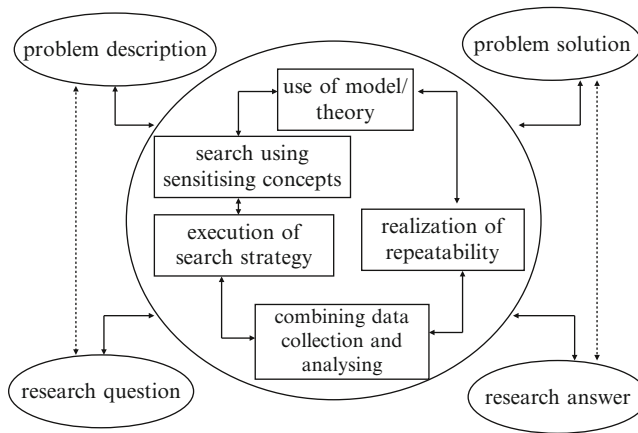 problem description
problem solution
use of model/
theory
search using
sensitising concepts
execution of
search strategy
realization of
repeatability
combining data
collection and
analysing
research question
research answer